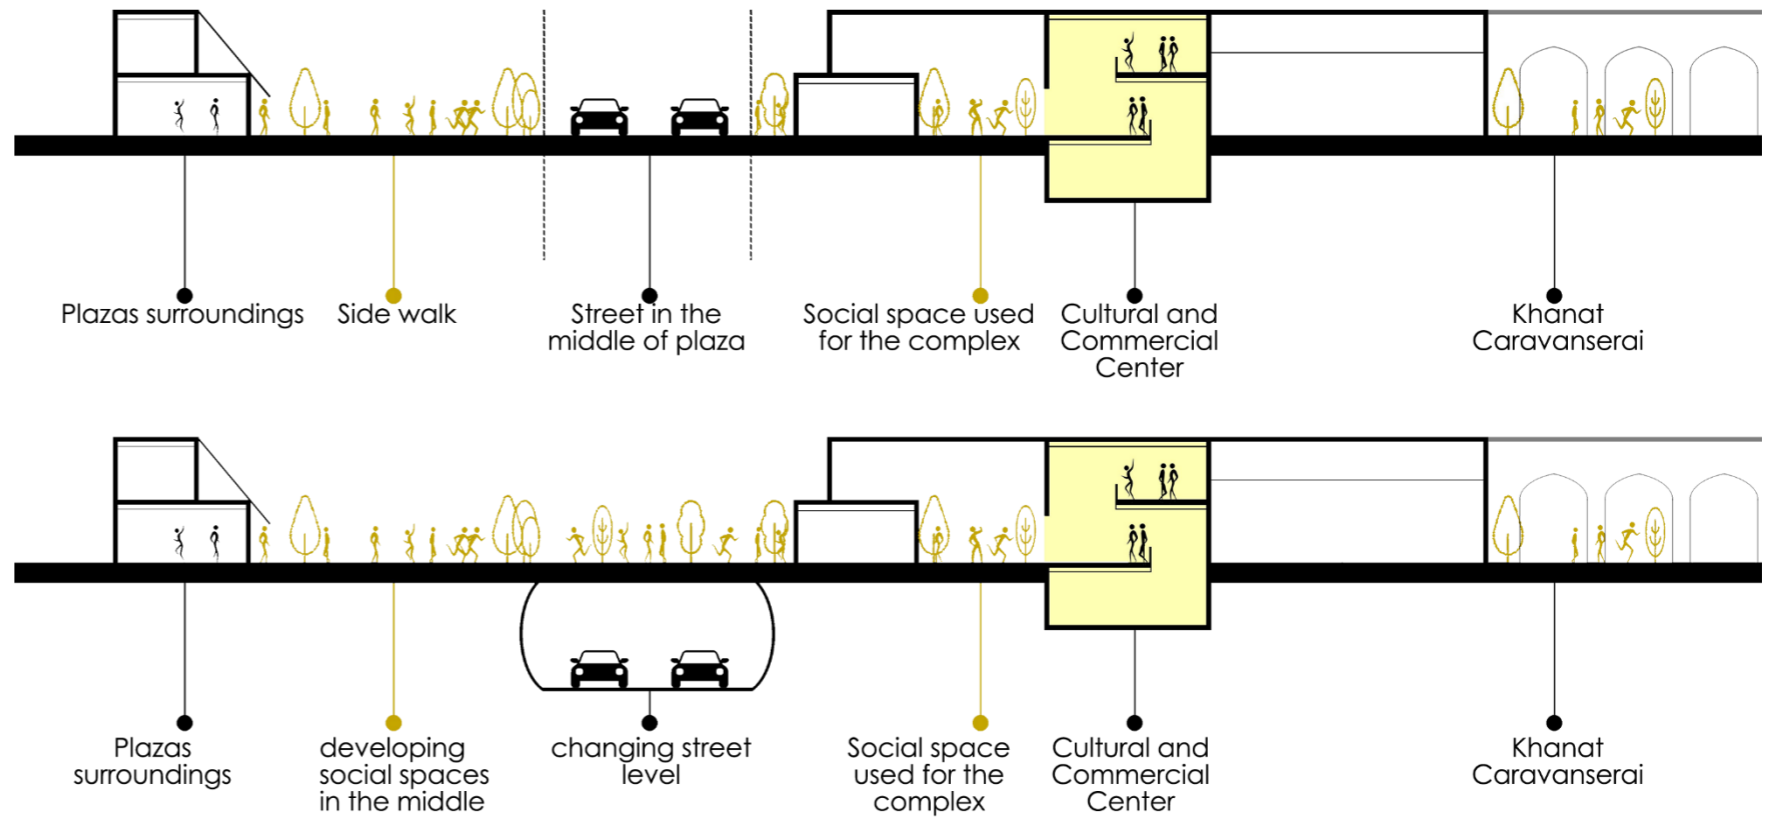 Plazas surroundings
Side walk
Street in the
middle of plaza
Social space used
for the complex
Cultural and
Commercial
Center
Khanat
Caravanserai
Plazas
surroundings
developing
social spaces
in the middle
changing street
level
Social space
used for the
complex
Cultural and
Commercial
Center
Khanat
Caravanserai